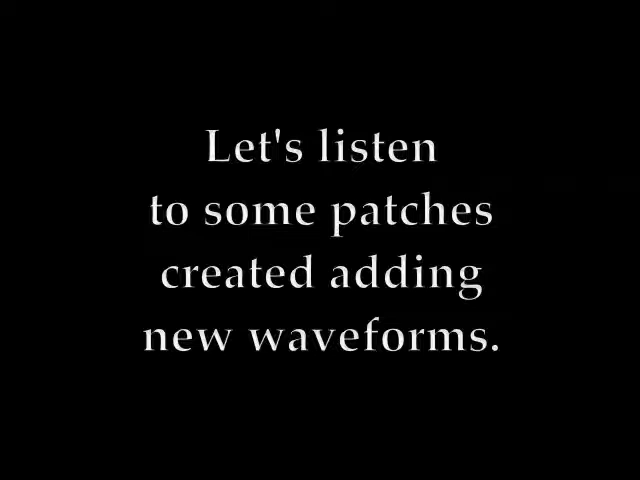 Let's listen
to some patches
created adding
new waveforms.